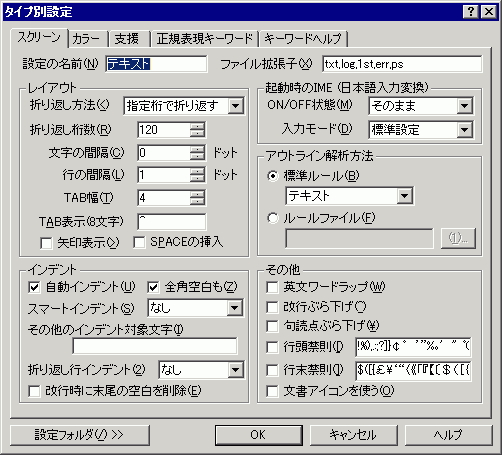 タイプ別設定
スクリーン カラー 支援 正規表現キーワード キーワードヘルプ
設定の名前(N) テキスト ファイル拡張子(X) txt,log,1st,err,ps
レイアウト
折り返し方法(C) 指定桁で折り返す
折り返し桁数(R) 120
文字の間隔(C) 0 ドット
行の間隔(L) 1 ドット
TAB幅(T) 4
TAB表示(8文字) ^
矢印表示(>) SPACEの挿入
起動時のIME (日本語入力変換)
ON/OFF状態(M) そのまま
入力モード(D) 標準設定
アウトライン解析方法
標準ルール(B)
テキスト
ルールファイル(F)
(1)...
インデント
自動インデント(U) 全角空白も(Z)
スマートインデント(S) なし
その他のインデント対象文字(I)
折り返し行インデント(2) なし
改行時に末尾の空白を削除(E)
その他
英文ワードラップ(W)
改行ぶら下げ()
句読点ぶら下げ(¥)
行頭禁則()
行末禁則()
文書アイコンを使う(O)
設定フォルダ(/) >> OK キャンセル ヘルプ